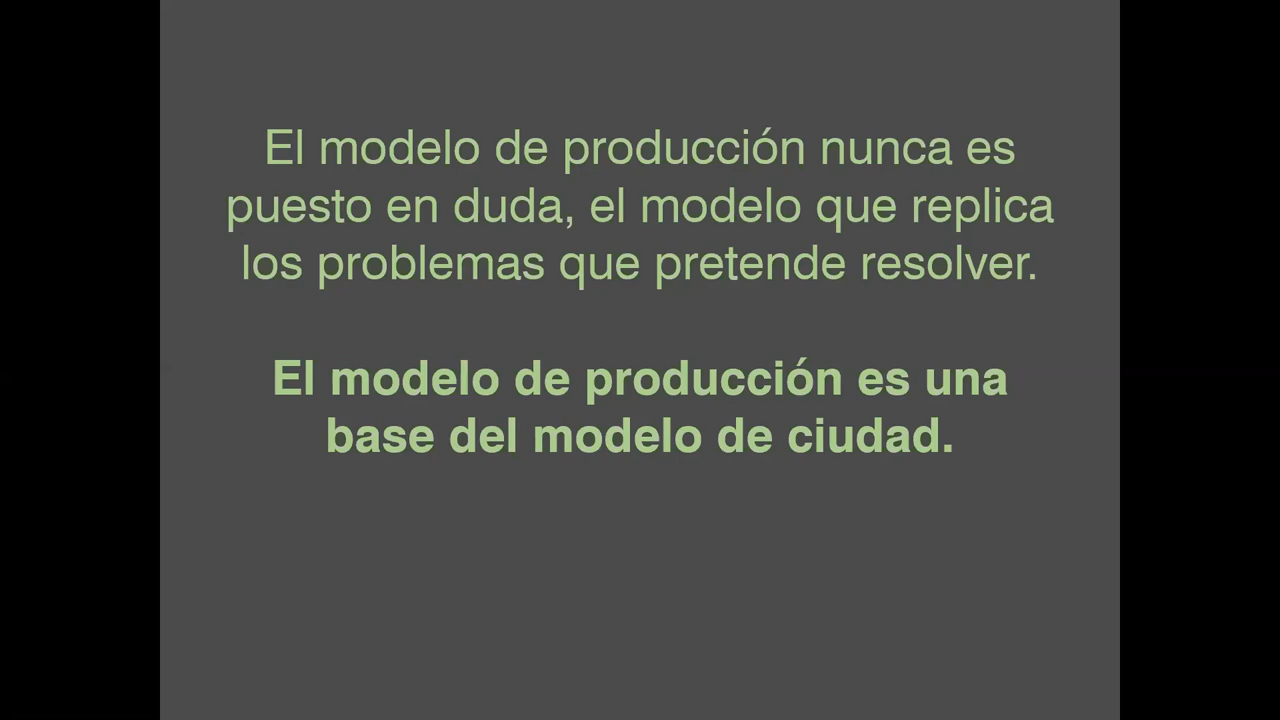 El modelo de producción nunca es
puesto en duda, el modelo que replica
los problemas que pretende resolver.
El modelo de producción es una
base del modelo de ciudad.